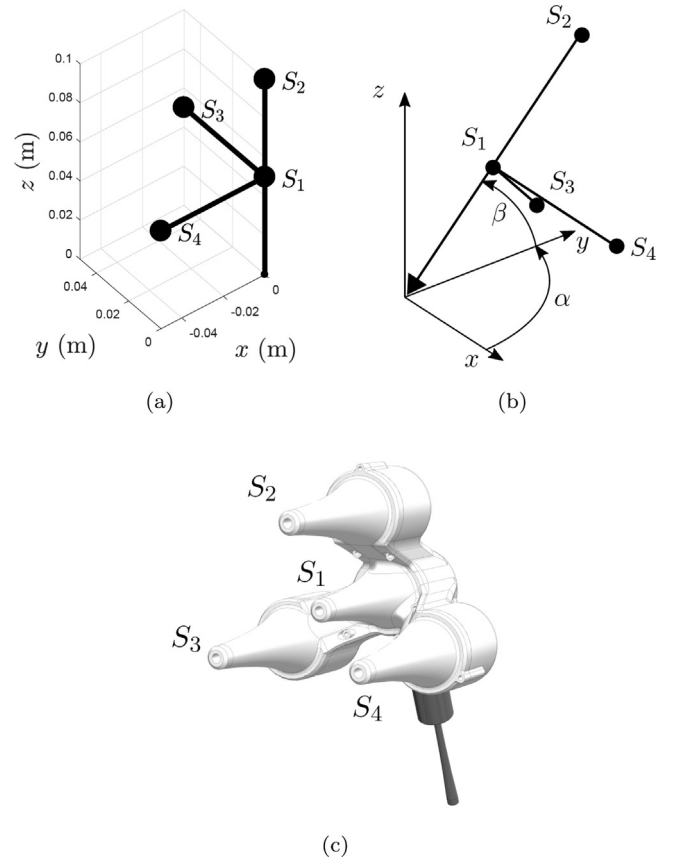 0.1
0.08
0.06
0.04
0.02
0
z (m)
S₂
S₃
S₁
S₄
0.04
0.02
0
y (m)
-0.04
-0.02
0
x (m)
(a)
S₂
z
S₁
S₃
β
y
S₄
α
x
(b)
S₂
S₁
S₃
S₄
(c)